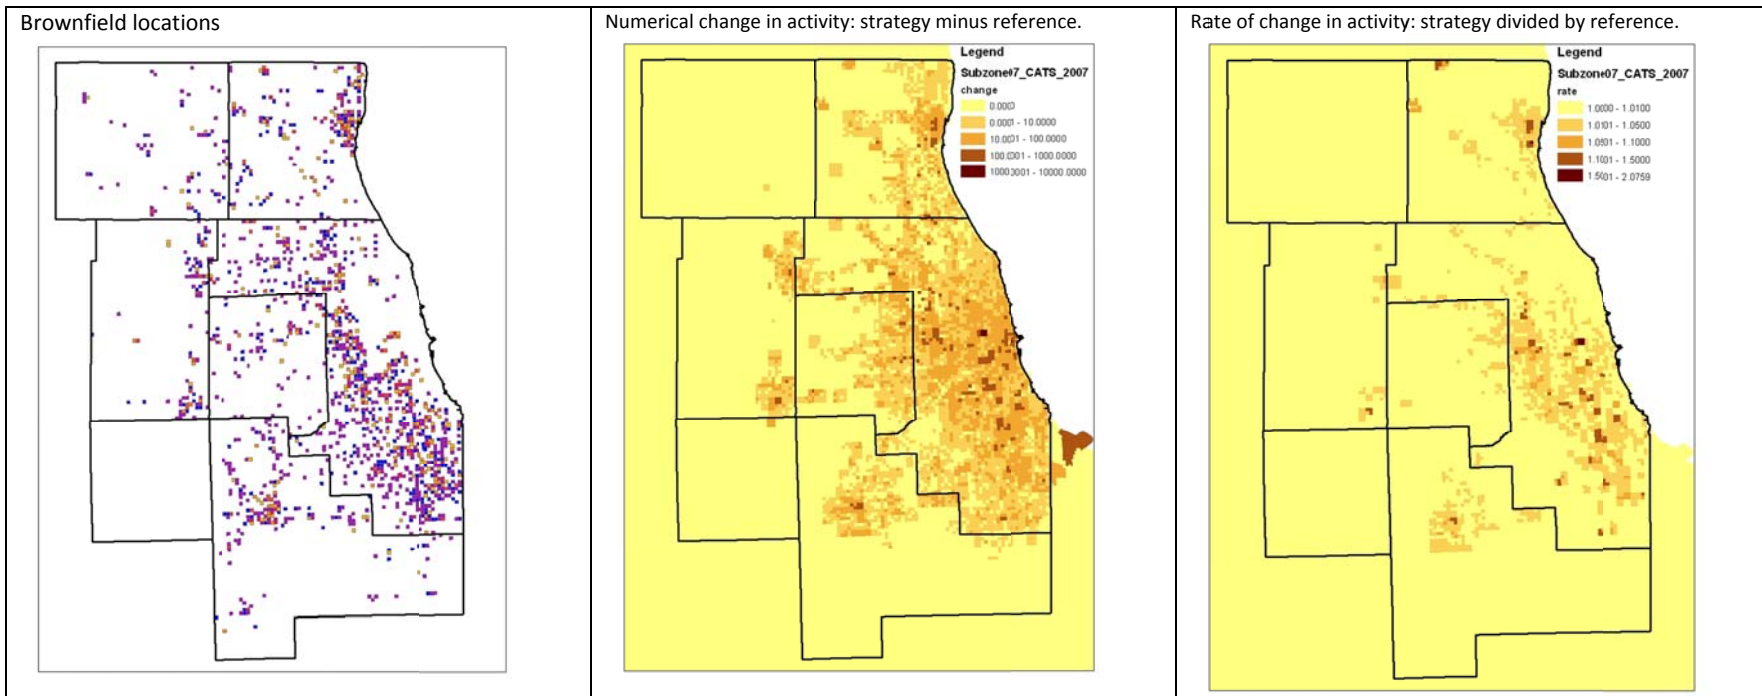 Brownfield locations
Numerical change in activity: strategy minus reference.
Legend
Subzone07_CATS_2007
change
0.0000
0.0001 - 10.0000
10.0001 - 100.0000
100.0001 - 1000.0000
1000.0001 - 10000.0000
Rate of change in activity: strategy divided by reference.
Legend
Subzone07_CATS_2007
rate
1.0000 - 1.0100
1.0101 - 1.0500
1.0501 - 1.1000
1.1001 - 1.5000
1.5001 - 2.0759